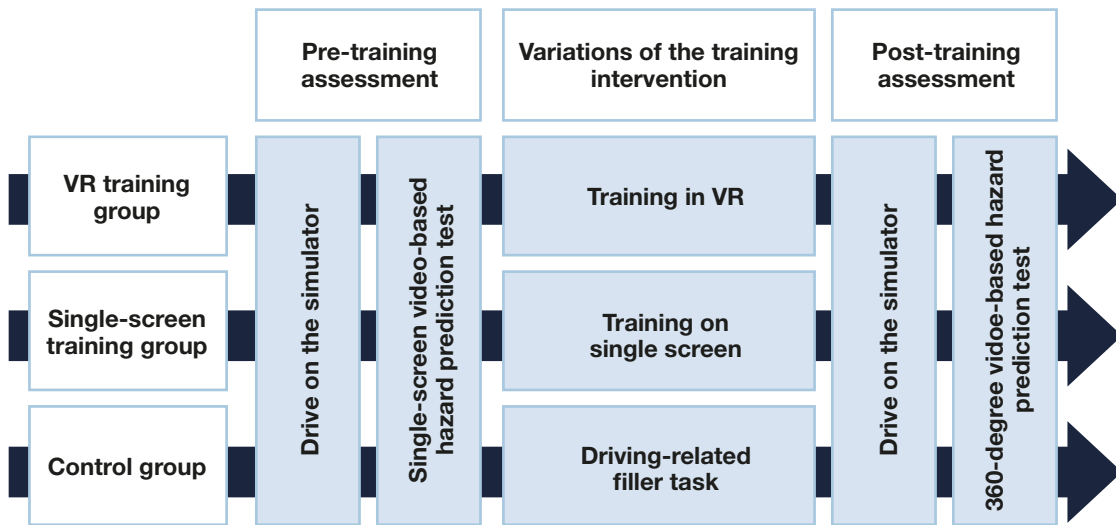 Pre-training
assessment
Variations of the training
intervention
Post-training
assessment
VR training
group
Single-screen
training group
Control group
Drive on the simulator
Single-screen video-based
hazard prediction test
Training in VR
Training on
single screen
Driving-related
filler task
Drive on the simulator
360-degree vidoe-based hazard
prediction test